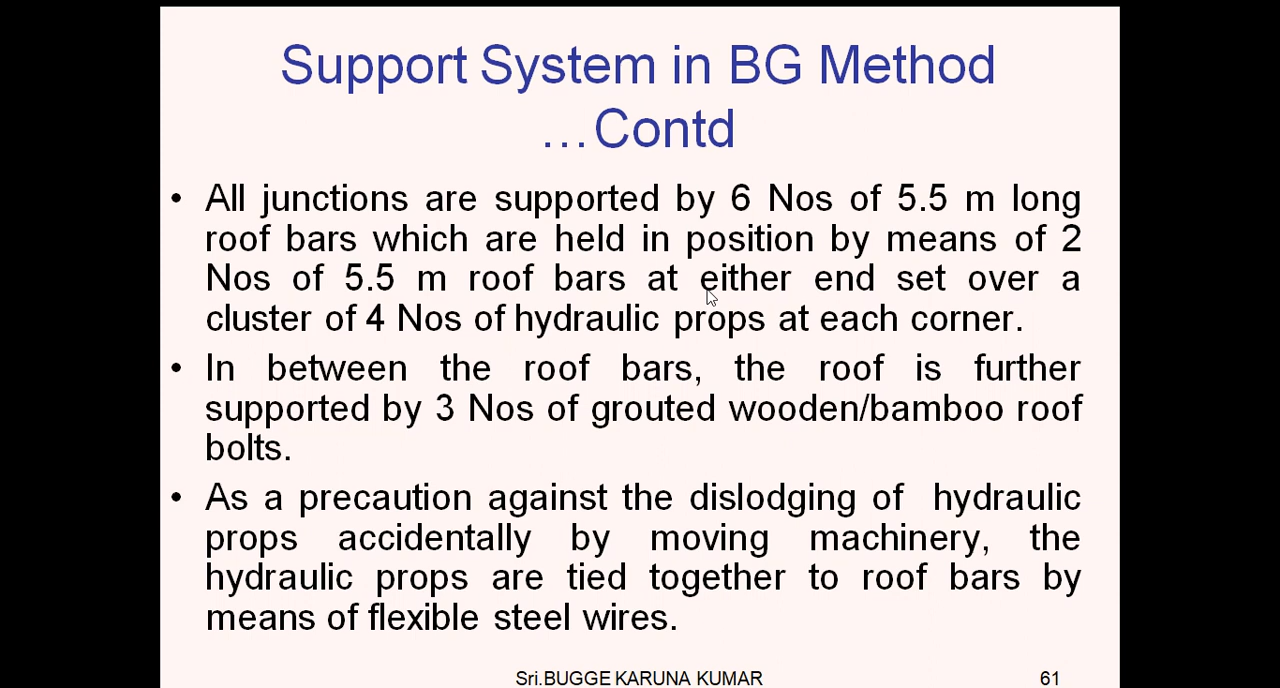 Support System in BG Method
...Contd
• All junctions are supported by 6 Nos of 5.5 m long
roof bars which are held in position by means of 2
Nos of 5.5 m roof bars at either end set over a
cluster of 4 Nos of hydraulic props at each corner.
• In between the roof bars, the roof is further
supported by 3 Nos of grouted wooden/bamboo roof
bolts.
• As a precaution against the dislodging of hydraulic
props accidentally by moving machinery, the
hydraulic props are tied together to roof bars by
means of flexible steel wires.
Sri.BUGGE KARUNA KUMAR 61